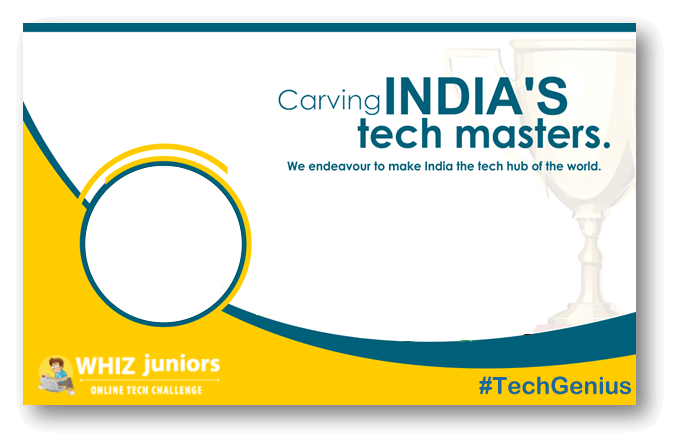 Carving INDIA'S
tech masters.
We endeavour to make India the tech hub of the world.
WHIZ juniors
ONLINE TECH CHALLENGE
#TechGenius